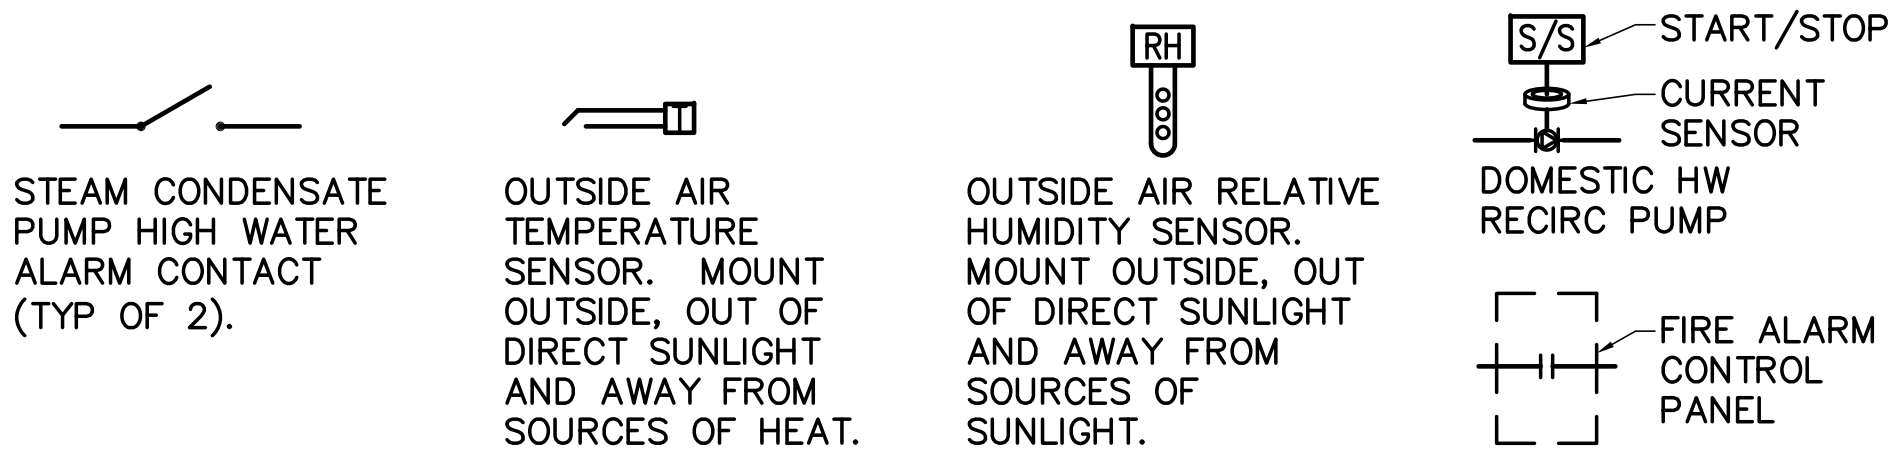 STEAM CONDENSATE
PUMP HIGH WATER
ALARM CONTACT
(TYP OF 2).
OUTSIDE AIR
TEMPERATURE
SENSOR. MOUNT
OUTSIDE, OUT OF
DIRECT SUNLIGHT
AND AWAY FROM
SOURCES OF HEAT.
RH
OUTSIDE AIR RELATIVE
HUMIDITY SENSOR.
MOUNT OUTSIDE, OUT
OF DIRECT SUNLIGHT
AND AWAY FROM
SOURCES OF
SUNLIGHT.
S/S
START/STOP
CURRENT
SENSOR
DOMESTIC HW
RECIRC PUMP
FIRE ALARM
CONTROL
PANEL